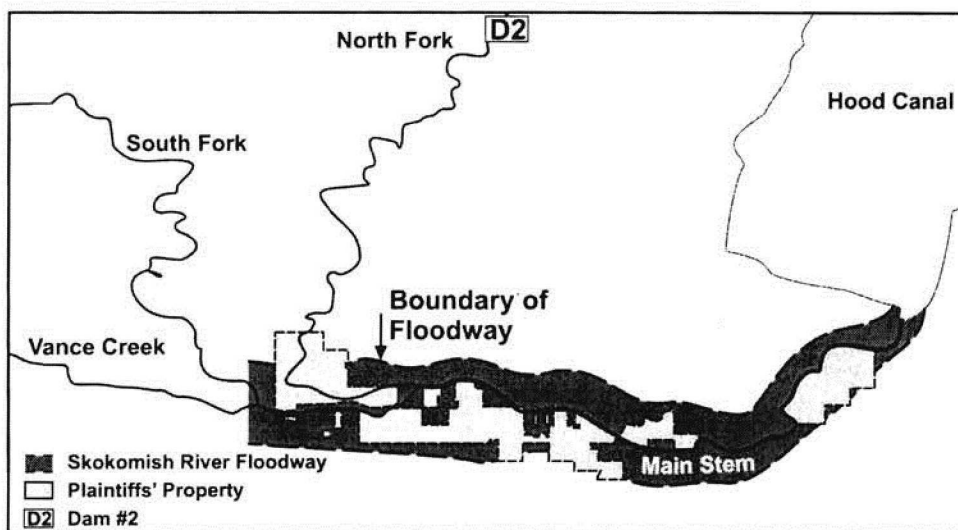 North Fork
D2
Hood Canal
South Fork
Boundary of
Floodway
Vance Creek
Main Stem
Skokomish River Floodway
Plaintiffs' Property
D2 Dam #2